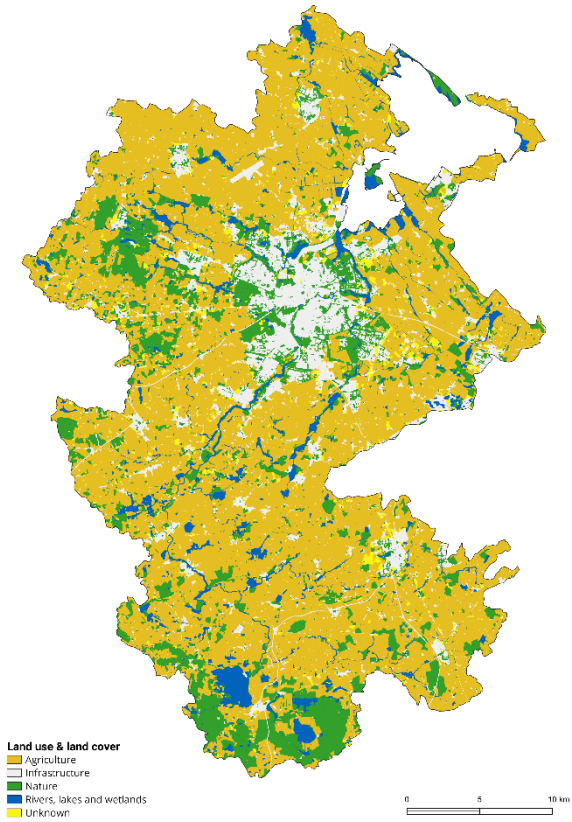 Land use & land cover
Agriculture
Infrastructure
Nature
Rivers, lakes and wetlands
Unknown
0 5 10 km